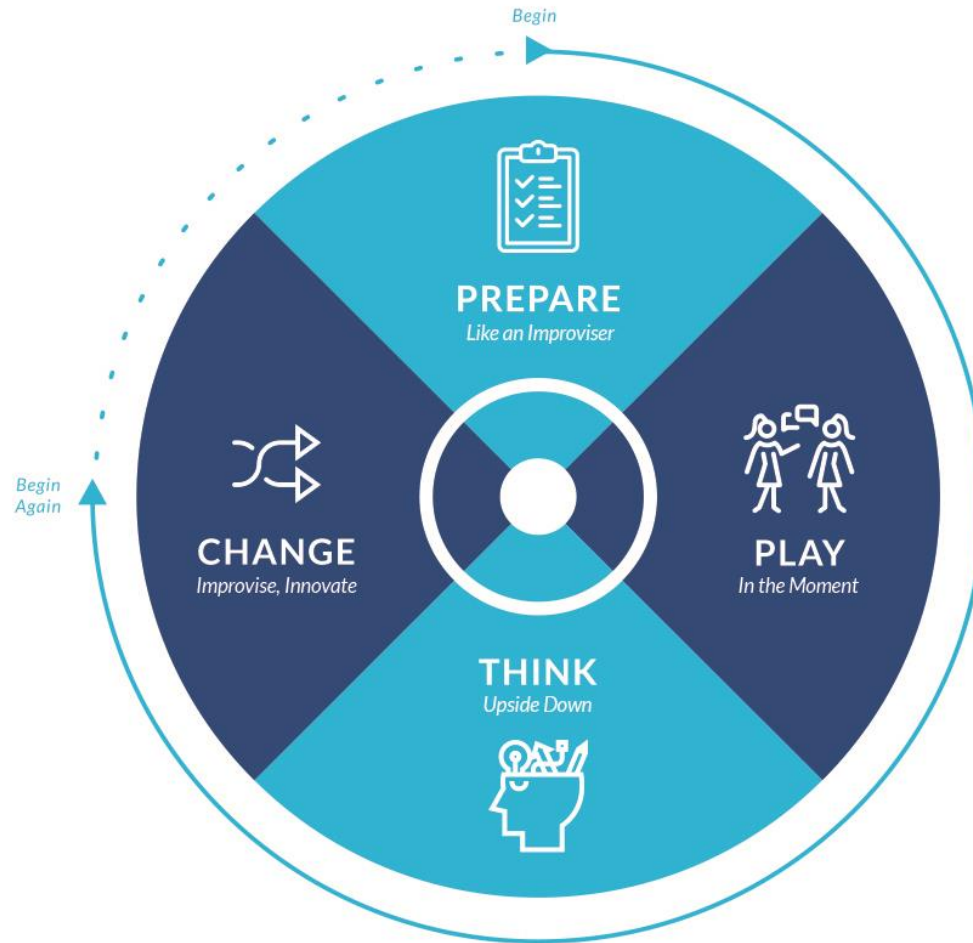 Begin
PREPARE
Like an Improviser
PLAY
In the Moment
THINK
Upside Down
CHANGE
Improvise, Innovate
Begin
Again